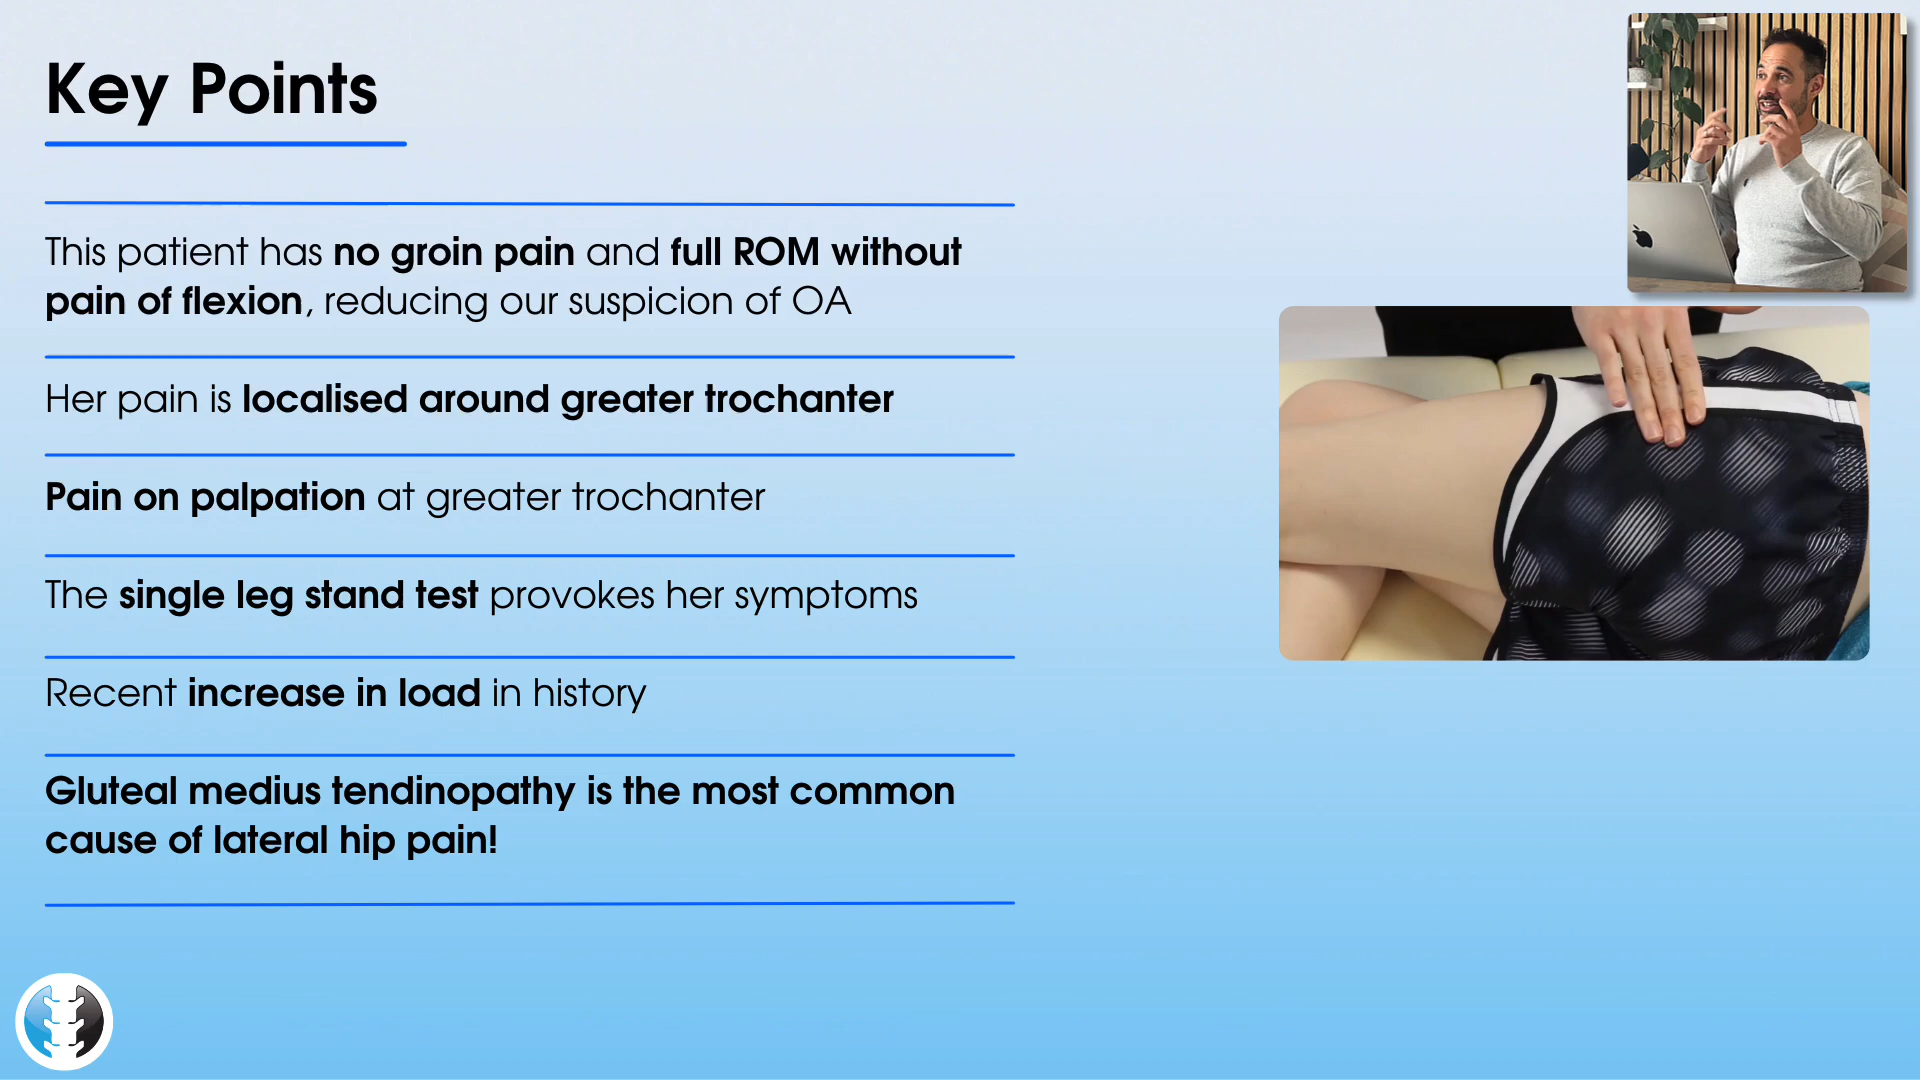 Key Points
This patient has no groin pain and full ROM without
pain of flexion, reducing our suspicion of OA
Her pain is localised around greater trochanter
Pain on palpation at greater trochanter
The single leg stand test provokes her symptoms
Recent increase in load in history
Gluteal medius tendinopathy is the most common
cause of lateral hip pain!